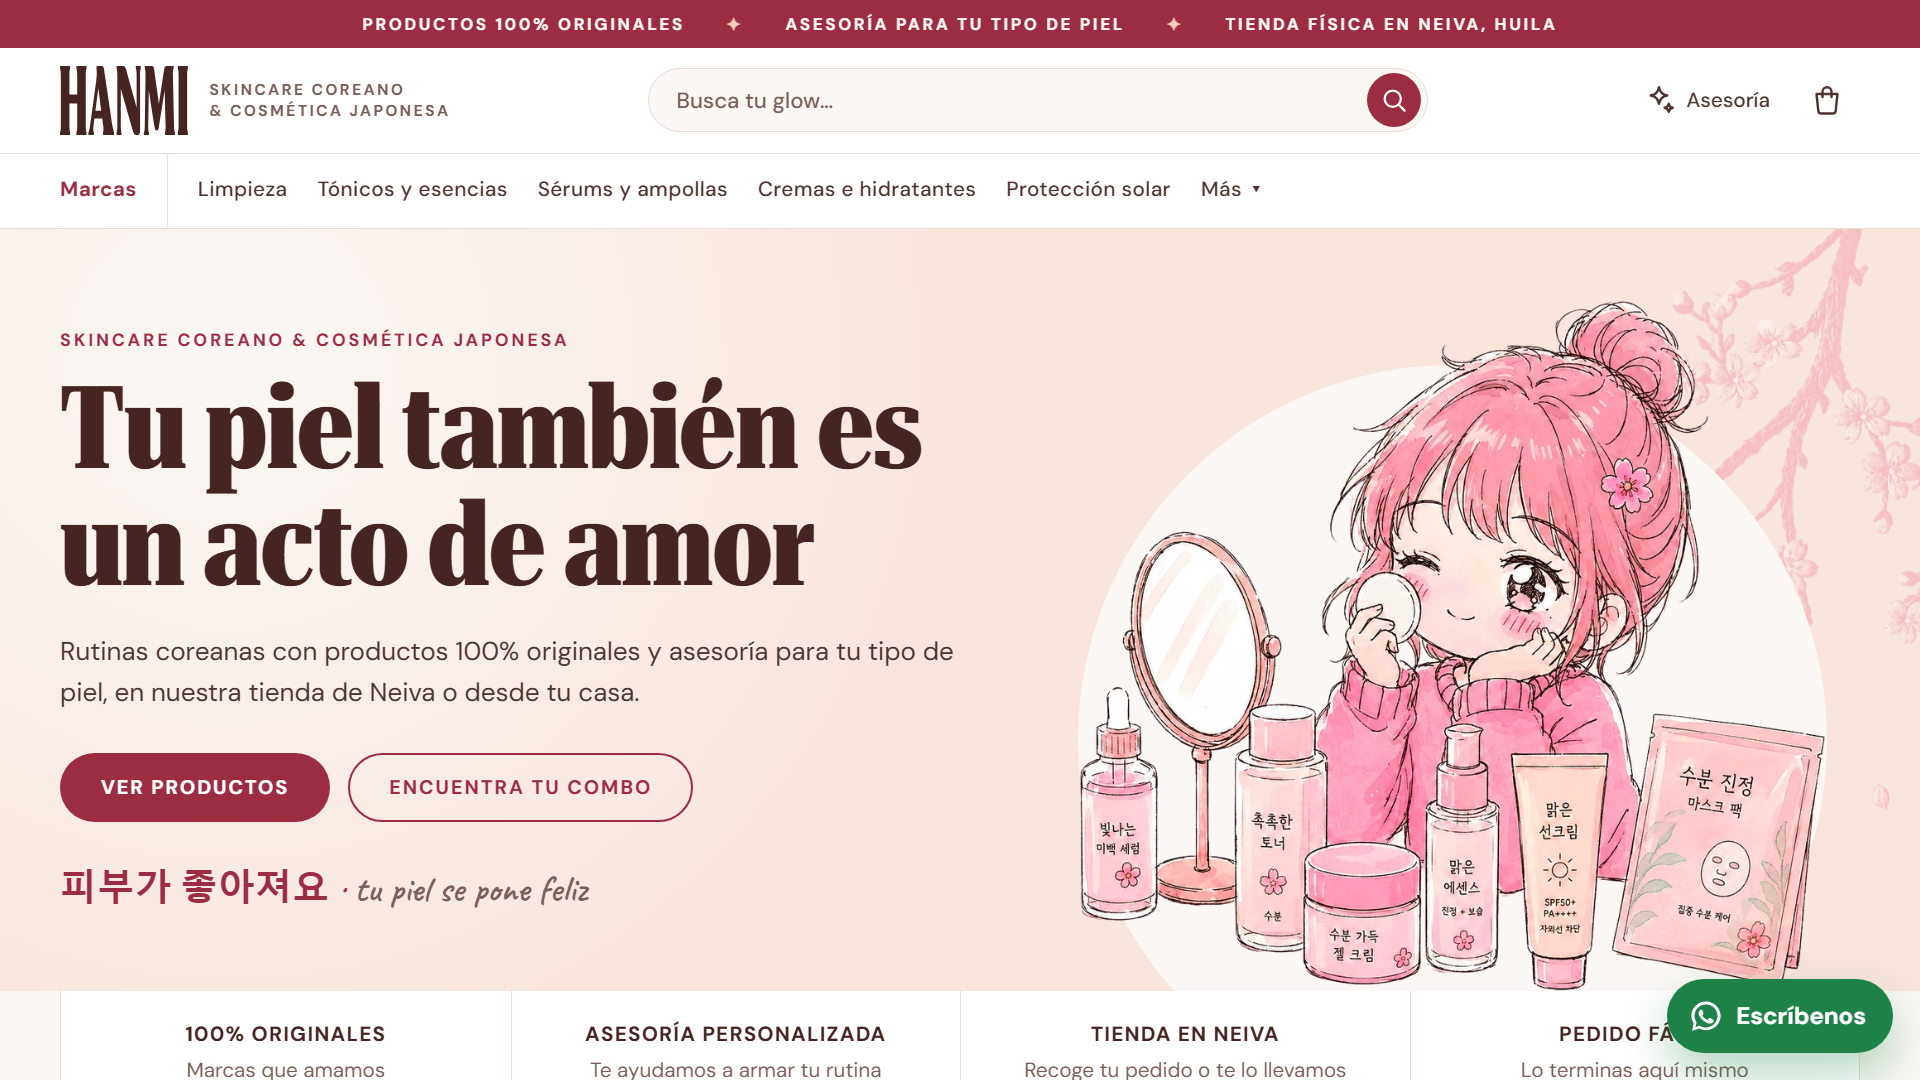 PRODUCTOS 100% ORIGINALES ✦ ASESORÍA PARA TU TIPO DE PIEL ✦ TIENDA FÍSICA EN NEIVA, HUILA
HANMI
SKINCARE COREANO
& COSMÉTICA JAPONESA
Busca tu glow...
Asesoría
Marcas
Limpieza
Tónicos y esencias
Sérums y ampollas
Cremas e hidratantes
Protección solar
Más ▾
SKINCARE COREANO & COSMÉTICA JAPONESA
Tu piel también es
un acto de amor
Rutinas coreanas con productos 100% originales y asesoría para tu tipo de
piel, en nuestra tienda de Neiva o desde tu casa.
VER PRODUCTOS
ENCUENTRA TU COMBO
피부가 좋아져요 · tu piel se pone feliz
빛나는
미백 세럼
촉촉한
토너
수분
수분 가득
젤 크림
맑은
에센스
진정 + 보습
맑은
선크림
SPF50+
PA++++
자외선 차단
수분 진정
마스크 팩
집중 수분 케어
100% ORIGINALES
Marcas que amamos
ASESORÍA PERSONALIZADA
Te ayudamos a armar tu rutina
TIENDA EN NEIVA
Recoge tu pedido o te lo llevamos
PEDIDO FÁ
Lo terminas aquí mismo
Escríbenos